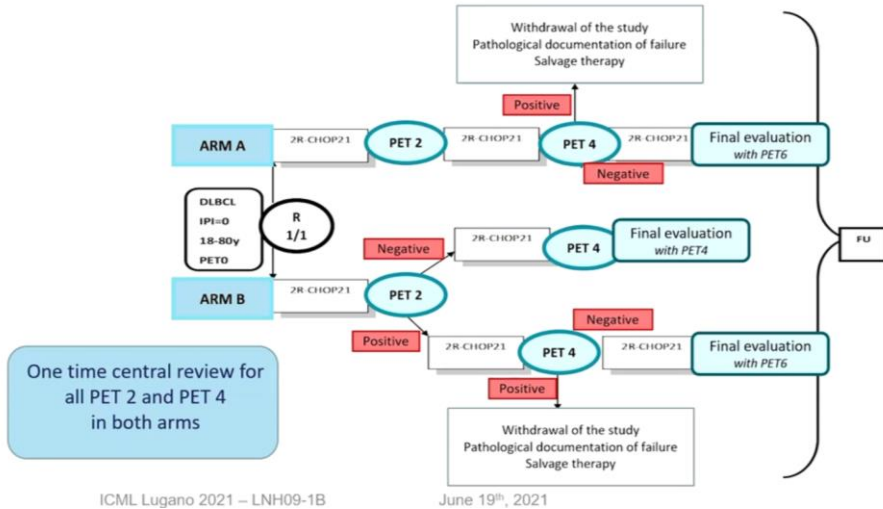 Withdrawal of the study
Pathological documentation of failure
Salvage therapy
Positive
ARM A
2R-CHOP21
PET 2
2R-CHOP21
PET 4
2R-CHOP21
Final evaluation
with PET6
Negative
DLBCL
IPI=0
18-80y
PET0
R
1/1
Negative
2R-CHOP21
PET 4
Final evaluation
with PET4
FU
ARM B
2R-CHOP21
PET 2
Positive
2R-CHOP21
PET 4
Negative
2R-CHOP21
Final evaluation
with PET6
Positive
One time central review for
all PET 2 and PET 4
in both arms
Withdrawal of the study
Pathological documentation of failure
Salvage therapy
ICML Lugano 2021 – LNH09-1B
June 19th, 2021